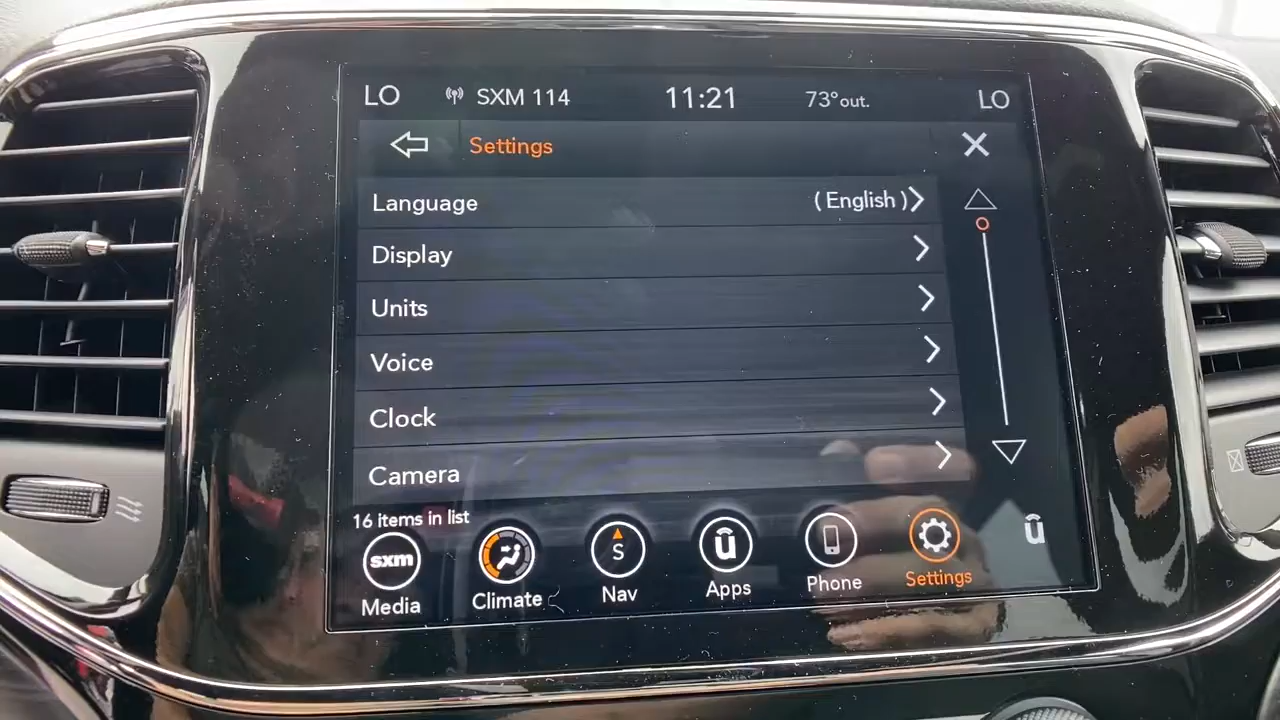 LO SXM 114 11:21 73°out. LO
Settings
Language (English)
Display
Units
Voice
Clock
Camera
16 items in list
sxm S ű
Media Climate Nav Apps Phone Settings